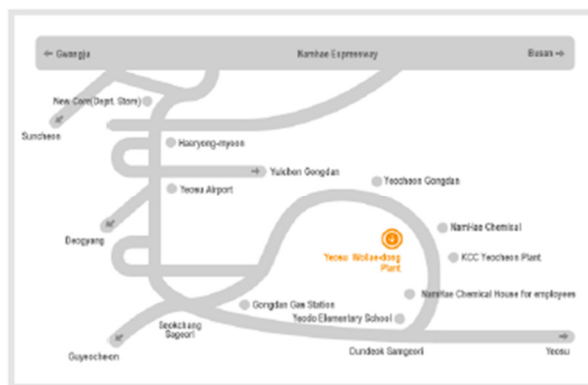 ← Gwangju
Namhae Expressway
Busan →
New Core(Dept. Store)
Suncheon
Haeryong-myeon
Yulchon Gongdan
Yeosu Airport
Yeocheon Gongdan
Deogyang
NamHae Chemical
Yeosu Wollae-dong
Plant
KCC Yeocheon Plant
NamHae Chemical House for employees
Gongdan Gas Station
Yeodo Elementary School
Seokchang
Sageori
Guyeocheon
Dundeok Samgeori
Yeosu